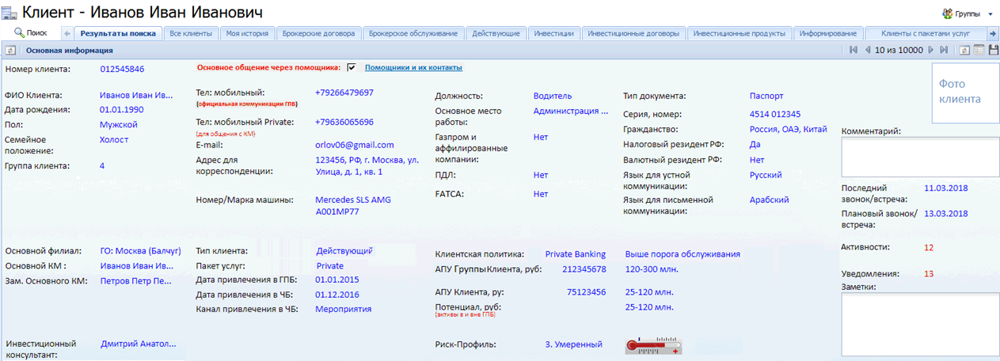 Клиент - Иванов Иван Иванович
Группы
Поиск
Результаты поиска
Все клиенты
Моя история
Брокерские договора
Брокерское обслуживание
Действующие
Инвестиции
Инвестиционные договоры
Инвестиционные продукты
Информирование
Клиенты с пакетами услуг
Основная информация
10 из 10000
Номер клиента: 012545846
ФИО Клиента: Иванов Иван Ив...
Дата рождения: 01.01.1990
Пол: Мужской
Семейное
положение: Холост
Группа клиента: 4
Основное общение через помощника: Помощники и их контакты
Тел: мобильный: +79266479697
(официальная коммуникации ГПБ)
Тел: мобильный Private: +79636065696
(для общения с КМ)
E-mail: orlov06@gmail.com
Адрес для
корреспонденции:
123456, РФ, г. Москва, ул.
Улица, д. 1, кв. 1
Номер/Марка машины: Mercedes SLS AMG
A001MP77
Должность: Водитель
Основное место
работы: Администрация ...
Газпром и
аффилированные
компании: Нет
ПДЛ: Нет
FATCA: Нет
Тип документа: Паспорт
Серия, номер: 4514 012345
Гражданство: Россия, ОАЭ, Китай
Налоговый резидент РФ: Да
Валютный резидент РФ: Нет
Язык для устной
коммуникации: Русский
Язык для письменной
коммуникации: Арабский
Фото
клиента
Комментарий:
Последний
звонок/встреча: 11.03.2018
Плановый звонок/
встреча: 13.03.2018
Активности: 12
Уведомления: 13
Заметки:
Основной филиал: ГО: Москва (Балчуг)
Основной КМ : Иванов Иван Ив...
Зам. Основного КМ: Петров Петр Пе...
Инвестиционный
консультант: Дмитрий Анатол...
Тип клиента: Действующий
Пакет услуг: Private
Дата привлечения в ГПБ: 01.01.2015
Дата привлечения в ЧБ: 01.12.2016
Канал привлечения в ЧБ: Мероприятия
Клиентская политика: Private Banking Выше порога обслуживания
АПУ ГруппыКлиента, руб: 212345678 120-300 млн.
АПУ Клиента, ру: 75123456 25-120 млн.
Потенциал, руб: 25-120 млн.
(активы в и вне ГПБ)
Риск-Профиль: 3. Умеренный